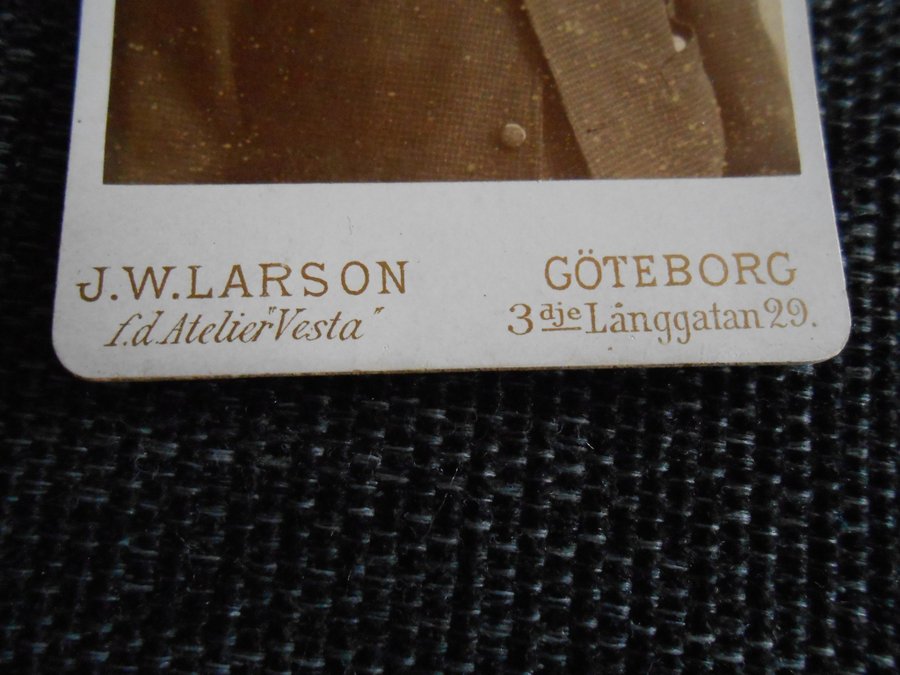 J.W.LARSON
f.d. Atelier "Vesta"
GÖTEBORG
3dje Långgatan 29.